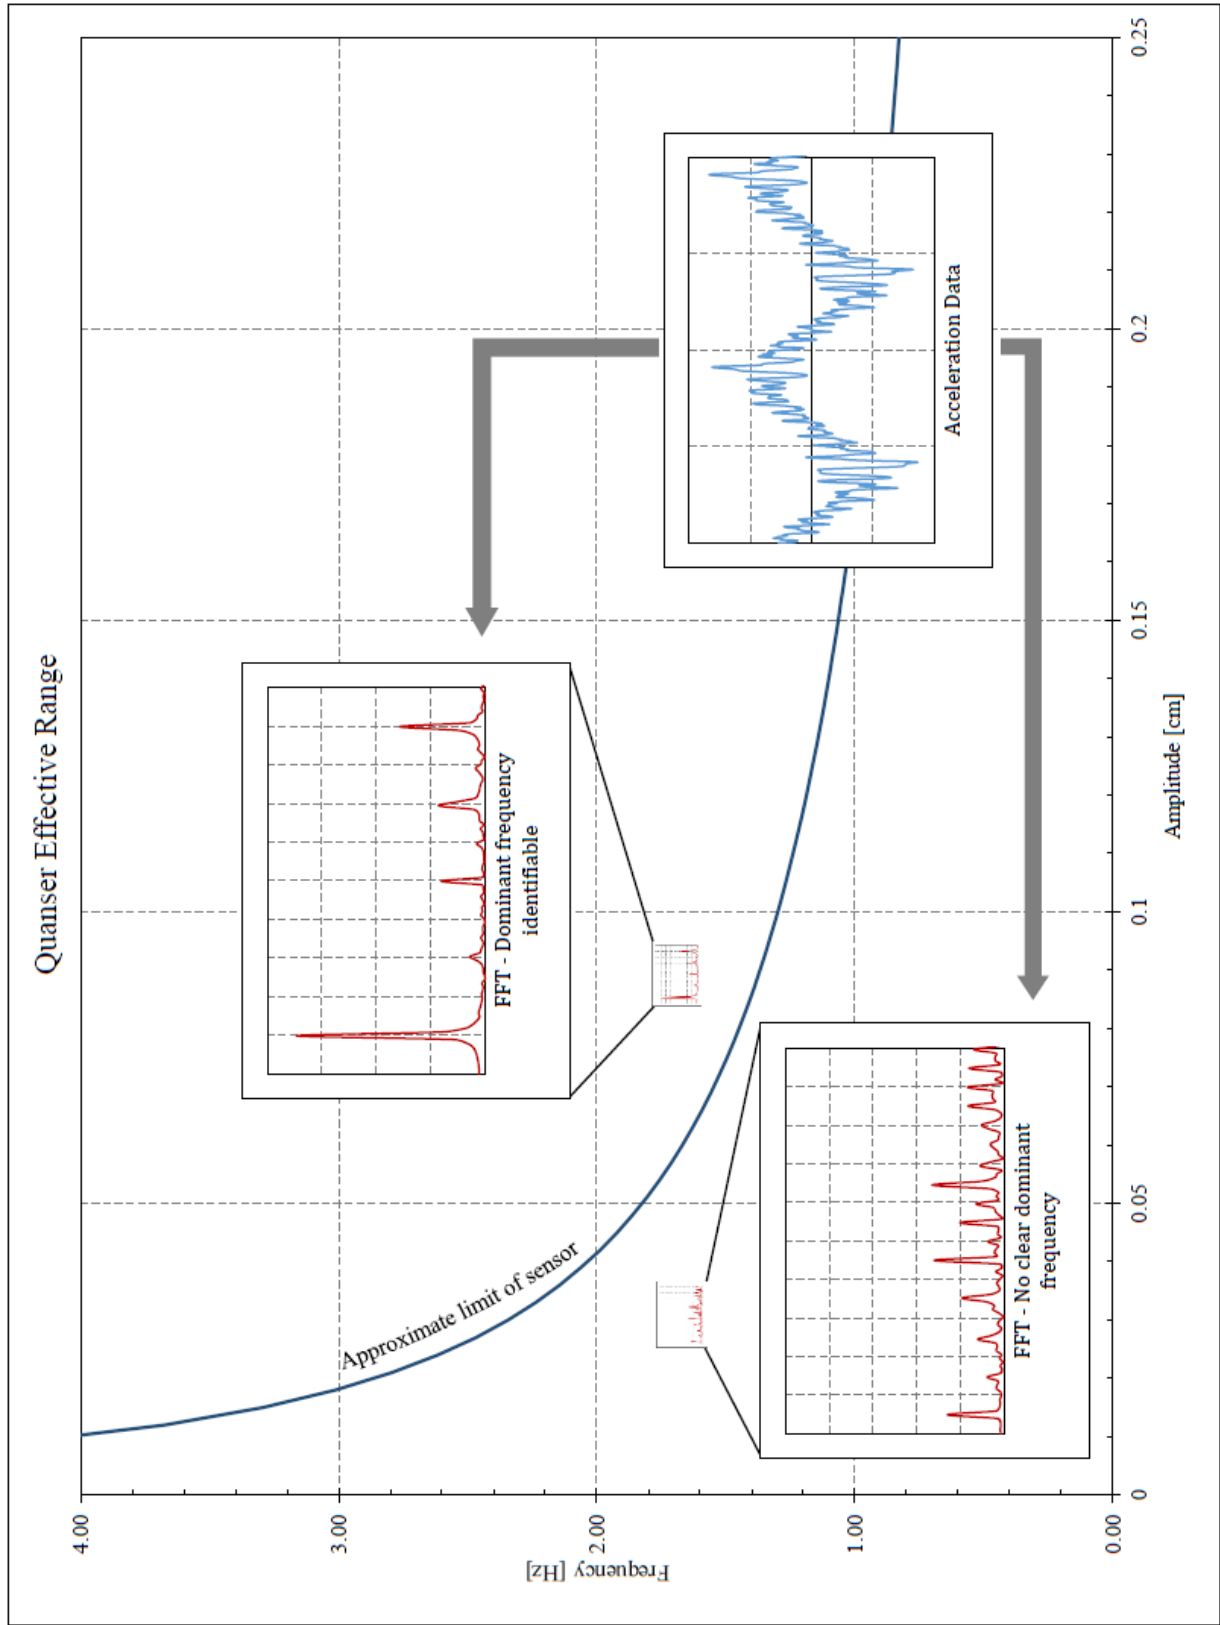 Quanser Effective Range
4.00
3.00
2.00
1.00
0.00
Frequency [Hz]
0
0.05
0.1
0.15
0.2
0.25
Amplitude [cm]
Approximate limit of sensor
FFT - Dominant frequency
identifiable
FFT - No clear dominant
frequency
Acceleration Data